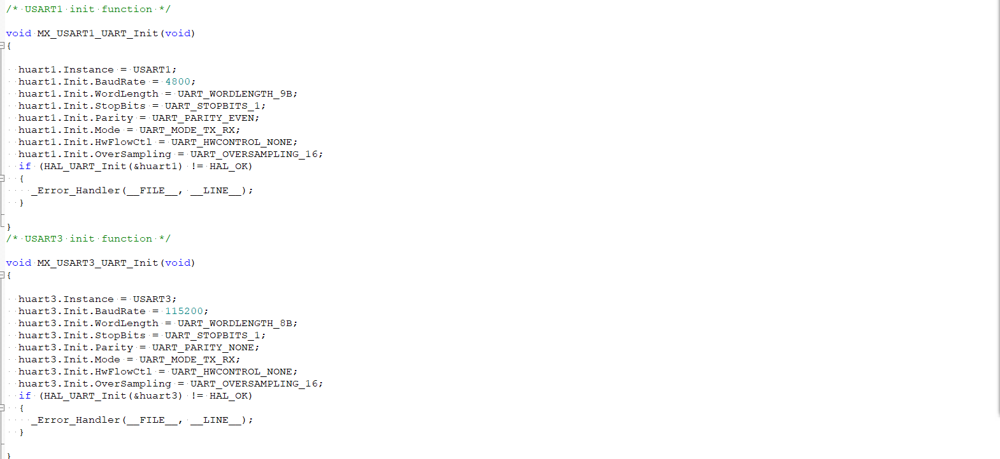 /* USART1 init function */
void MX_USART1_UART_Init(void)
{
huart1.Instance = USART1;
huart1.Init.BaudRate = 4800;
huart1.Init.WordLength = UART_WORDLENGTH_9B;
huart1.Init.StopBits = UART_STOPBITS_1;
huart1.Init.Parity = UART_PARITY_EVEN;
huart1.Init.Mode = UART_MODE_TX_RX;
huart1.Init.HwFlowCtl = UART_HWCONTROL_NONE;
huart1.Init.OverSampling = UART_OVERSAMPLING_16;
if (HAL_UART_Init(&huart1) != HAL_OK)
{
_Error_Handler(__FILE__, __LINE__);
}
}
/* USART3 init function */
void MX_USART3_UART_Init(void)
{
huart3.Instance = USART3;
huart3.Init.BaudRate = 115200;
huart3.Init.WordLength = UART_WORDLENGTH_8B;
huart3.Init.StopBits = UART_STOPBITS_1;
huart3.Init.Parity = UART_PARITY_NONE;
huart3.Init.Mode = UART_MODE_TX_RX;
huart3.Init.HwFlowCtl = UART_HWCONTROL_NONE;
huart3.Init.OverSampling = UART_OVERSAMPLING_16;
if (HAL_UART_Init(&huart3) != HAL_OK)
{
_Error_Handler(__FILE__, __LINE__);
}
}